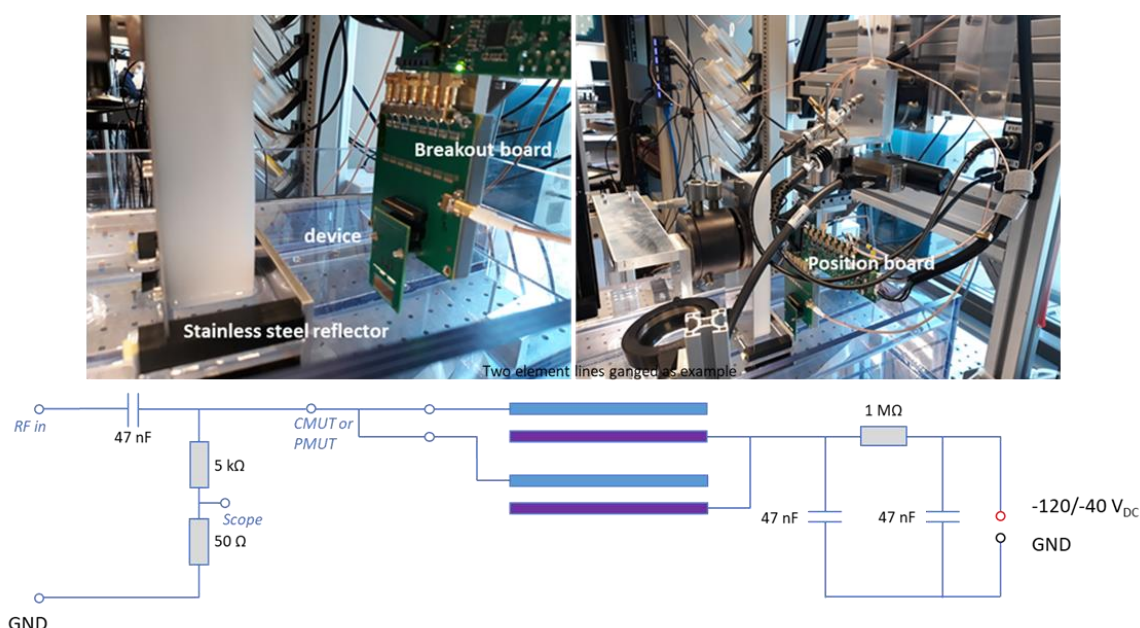 Breakout board
device
Stainless steel reflector
Position board
Two element lines ganged as example
RF in
47 nF
CMUT or
PMUT
5 kΩ
Scope
50 Ω
GND
1 MΩ
47 nF
47 nF
-120/-40 VDC
GND